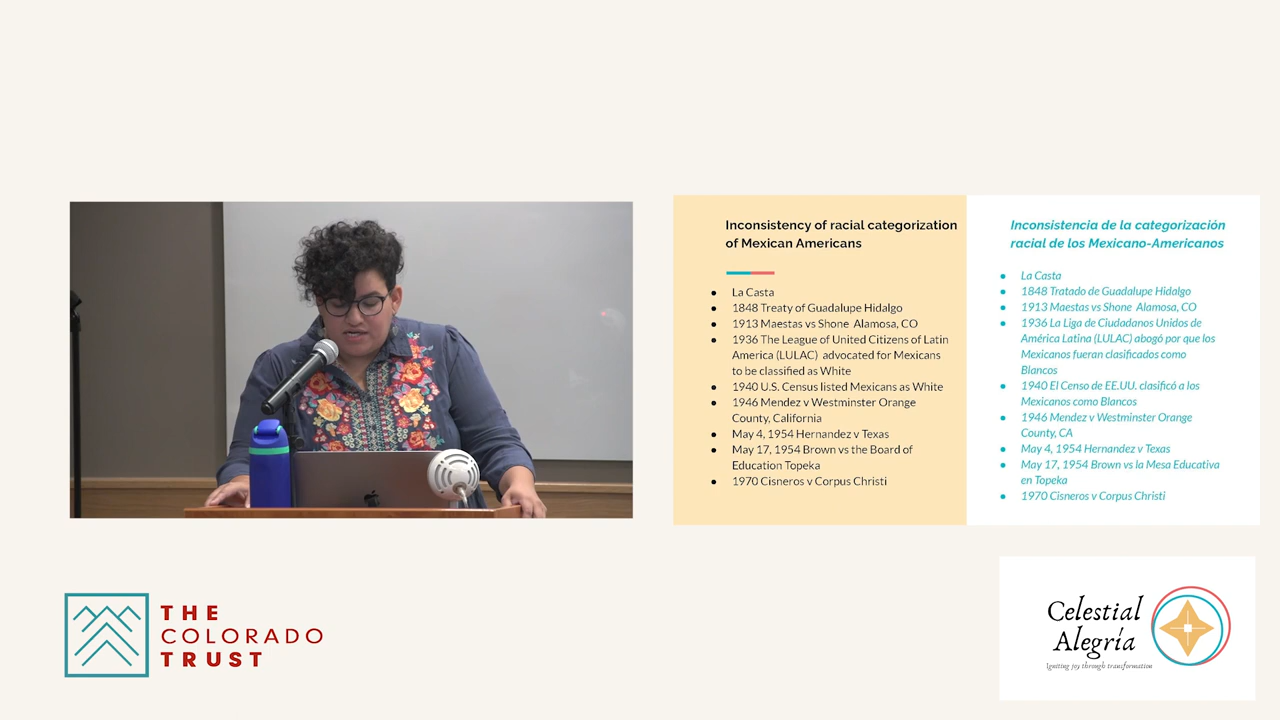 Inconsistency of racial categorization
of Mexican Americans
• La Casta
• 1848 Treaty of Guadalupe Hidalgo
• 1913 Maestas vs Shone Alamosa, CO
• 1936 The League of United Citizens of Latin
America (LULAC) advocated for Mexicans
to be classified as White
• 1940 U.S. Census listed Mexicans as White
• 1946 Mendez v Westminster Orange
County, California
• May 4, 1954 Hernandez v Texas
• May 17, 1954 Brown vs the Board of
Education Topeka
• 1970 Cisneros v Corpus Christi
Inconsistencia de la categorización
racial de los Mexicano-Americanos
• La Casta
• 1848 Tratado de Guadalupe Hidalgo
• 1913 Maestas vs Shone Alamosa, CO
• 1936 La Liga de Ciudadanos Unidos de
América Latina (LULAC) abogó por que los
Mexicanos fueran clasificados como
Blancos
• 1940 El Censo de EE.UU. clasificó a los
Mexicanos como Blancos
• 1946 Mendez v Westminster Orange
County, CA
• May 4, 1954 Hernandez v Texas
• May 17, 1954 Brown vs la Mesa Educativa
en Topeka
• 1970 Cisneros v Corpus Christi
THE
COLORADO
TRUST
Celestial
Alegría
Igniting joy through transformation